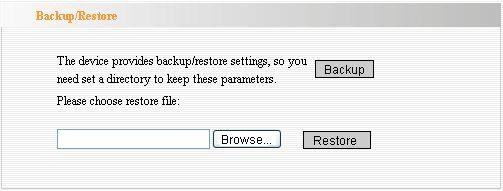 Backup/Restore
The device provides backup/restore settings, so you
need set a directory to keep these parameters.
Backup
Please choose restore file:
Browse...
Restore